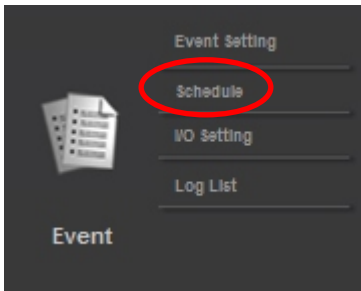 Event Setting
Schedule
I/O Setting
Log List
Event